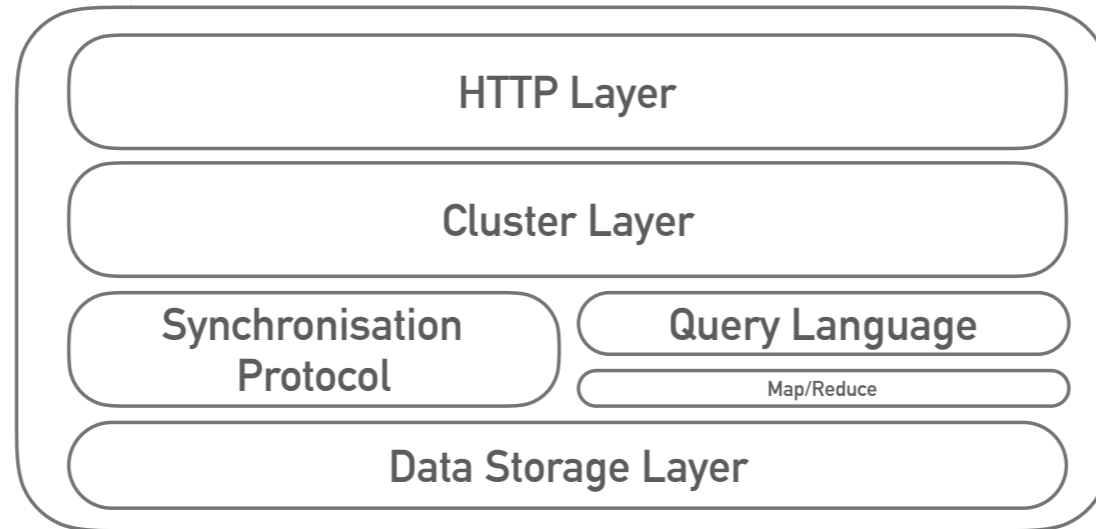 HTTP Layer
Cluster Layer
Synchronisation
Protocol
Query Language
Map/Reduce
Data Storage Layer